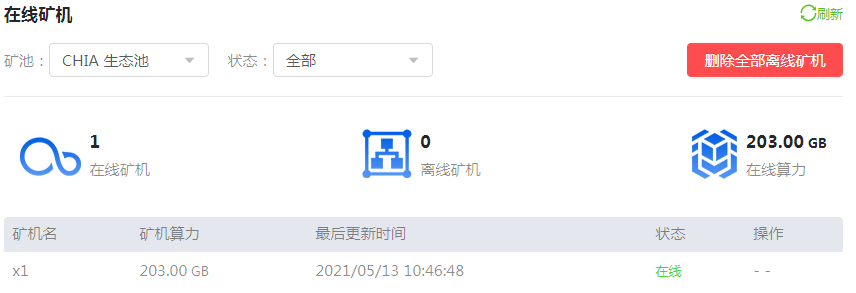 在线矿机 刷新
矿池： CHIA 生态池 状态： 全部 删除全部离线矿机
1 0 203.00 GB
在线矿机 离线矿机 在线算力
矿机名 矿机算力 最后更新时间 状态 操作
x1 203.00 GB 2021/05/13 10:46:48 在线 - -